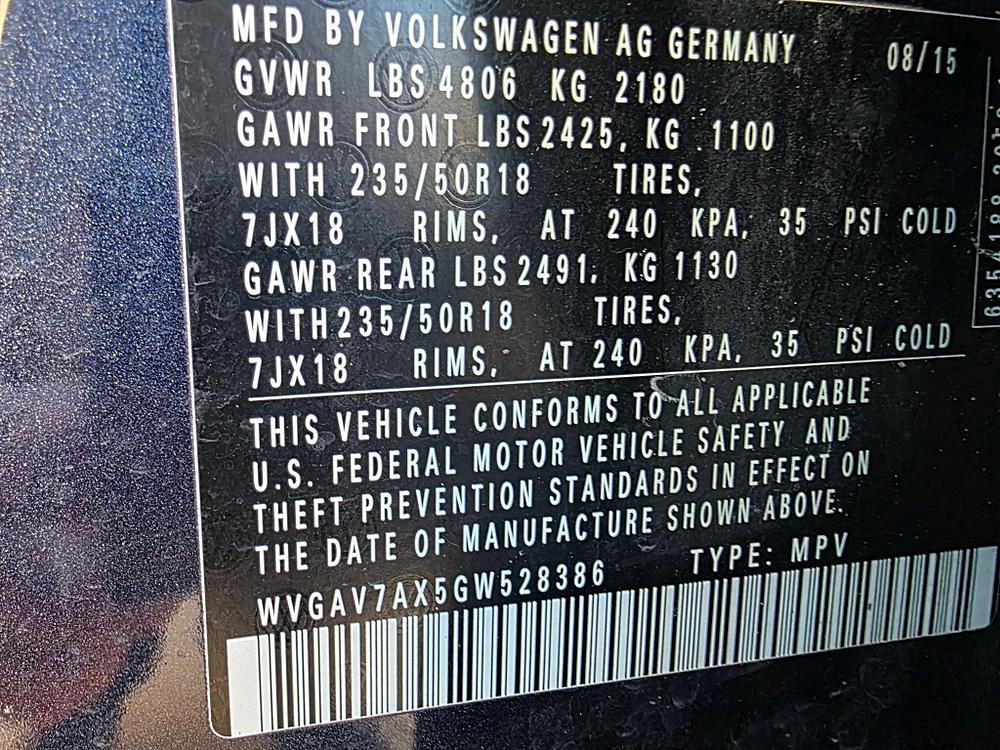 MFD BY VOLKSWAGEN AG GERMANY 08/15
GVWR LBS 4806 KG 2180
GAWR FRONT LBS 2425, KG .1100
WITH 235/50R18 TIRES,
7JX18 RIMS, AT 240 KPA, 35 PSI COLD
GAWR REAR LBS 2491, KG 1130
WITH 235/50R18 TIRES,
7JX18 RIMS, AT 240 KPA, 35 PSI COLD
THIS VEHICLE CONFORMS TO ALL APPLICABLE
U.S. FEDERAL MOTOR VEHICLE SAFETY AND
THEFT PREVENTION STANDARDS IN EFFECT ON
THE DATE OF MANUFACTURE SHOWN ABOVE.
WVGAV7AX5GW528386 TYPE: MPV